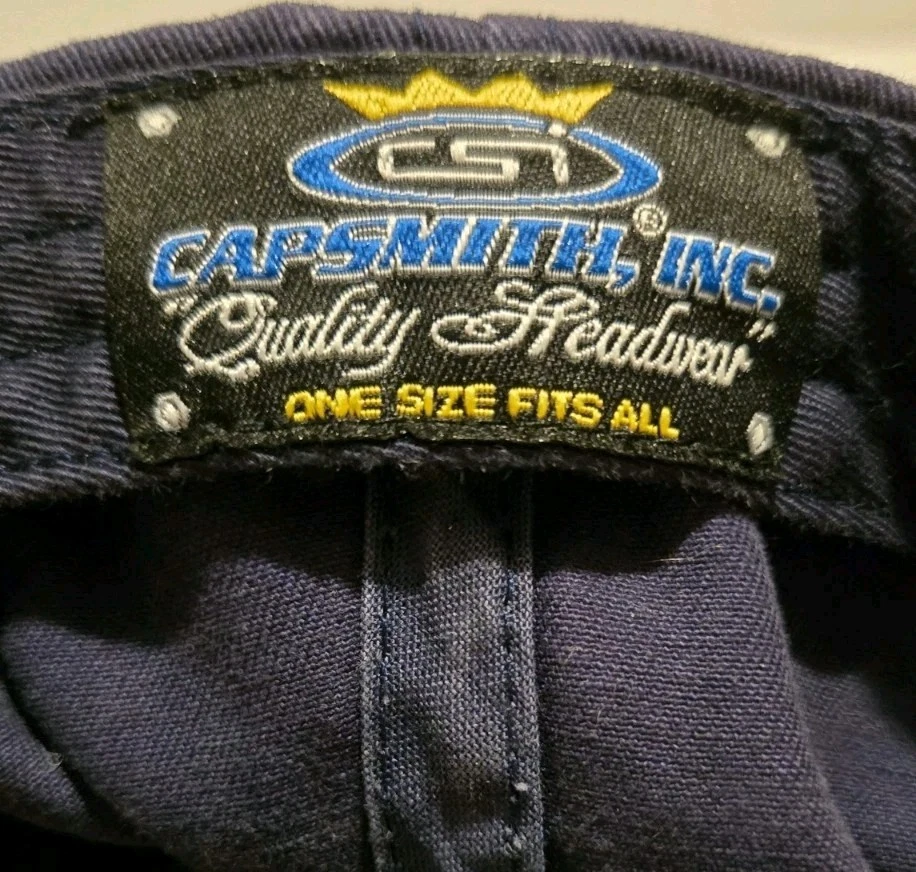 CSI
CAPSMITH, INC.®
"Quality Headwear"
ONE SIZE FITS ALL